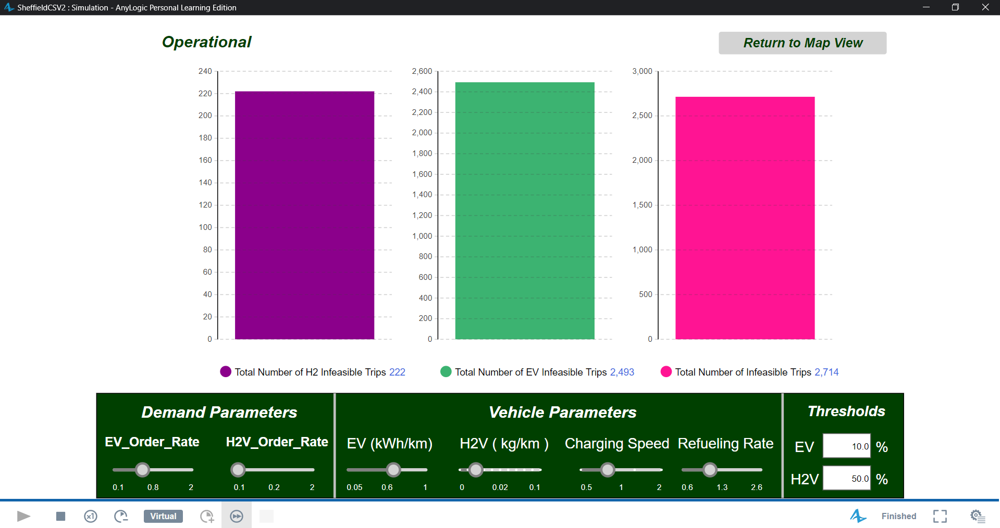 SheffieldCSV2 : Simulation - AnyLogic Personal Learning Edition
Operational
Return to Map View
240
220
200
180
160
140
120
100
80
60
40
20
0
2,600
2,400
2,200
2,000
1,800
1,600
1,400
1,200
1,000
800
600
400
200
0
3,000
2,500
2,000
1,500
1,000
500
0
Total Number of H2 Infeasible Trips 222
Total Number of EV Infeasible Trips 2,493
Total Number of Infeasible Trips 2,714
Demand Parameters
EV_Order_Rate
0.1 0.8 2
H2V_Order_Rate
0.1 0.2 2
Vehicle Parameters
EV (kWh/km)
0.05 0.6 1
H2V ( kg/km )
0 0.02 0.1
Charging Speed
0.5 1 2
Refueling Rate
0.6 1.3 2.6
Thresholds
EV 10.0 %
H2V 50.0 %
x1
Virtual
Finished